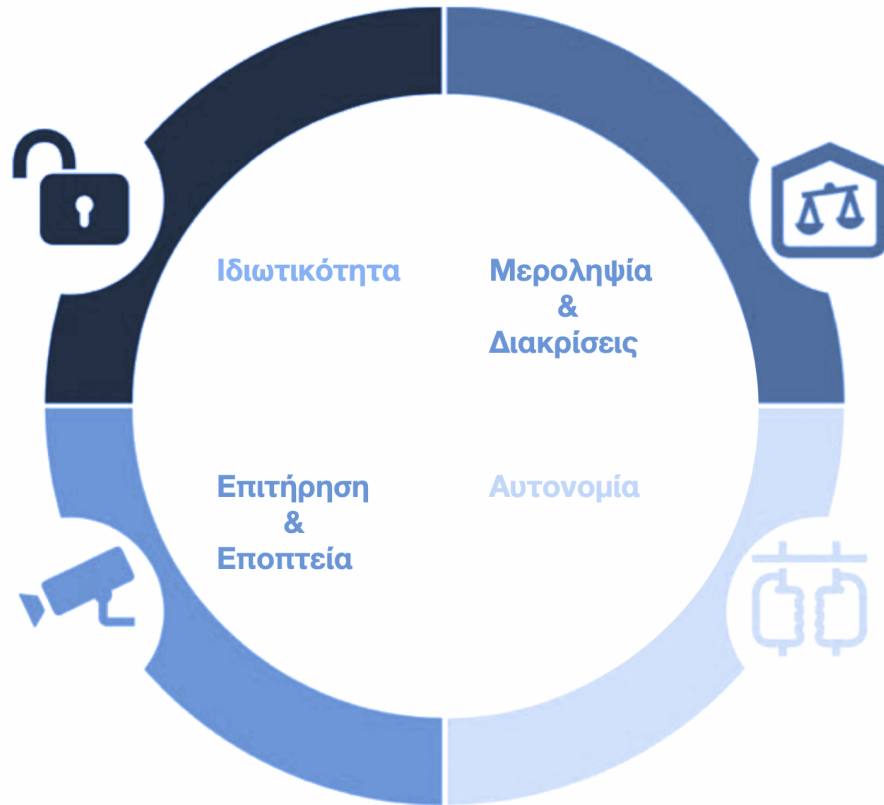 Ιδιωτικότητα
Μεροληψία
&
Διακρίσεις
Επιτήρηση
&
Εποπτεία
Αυτονομία